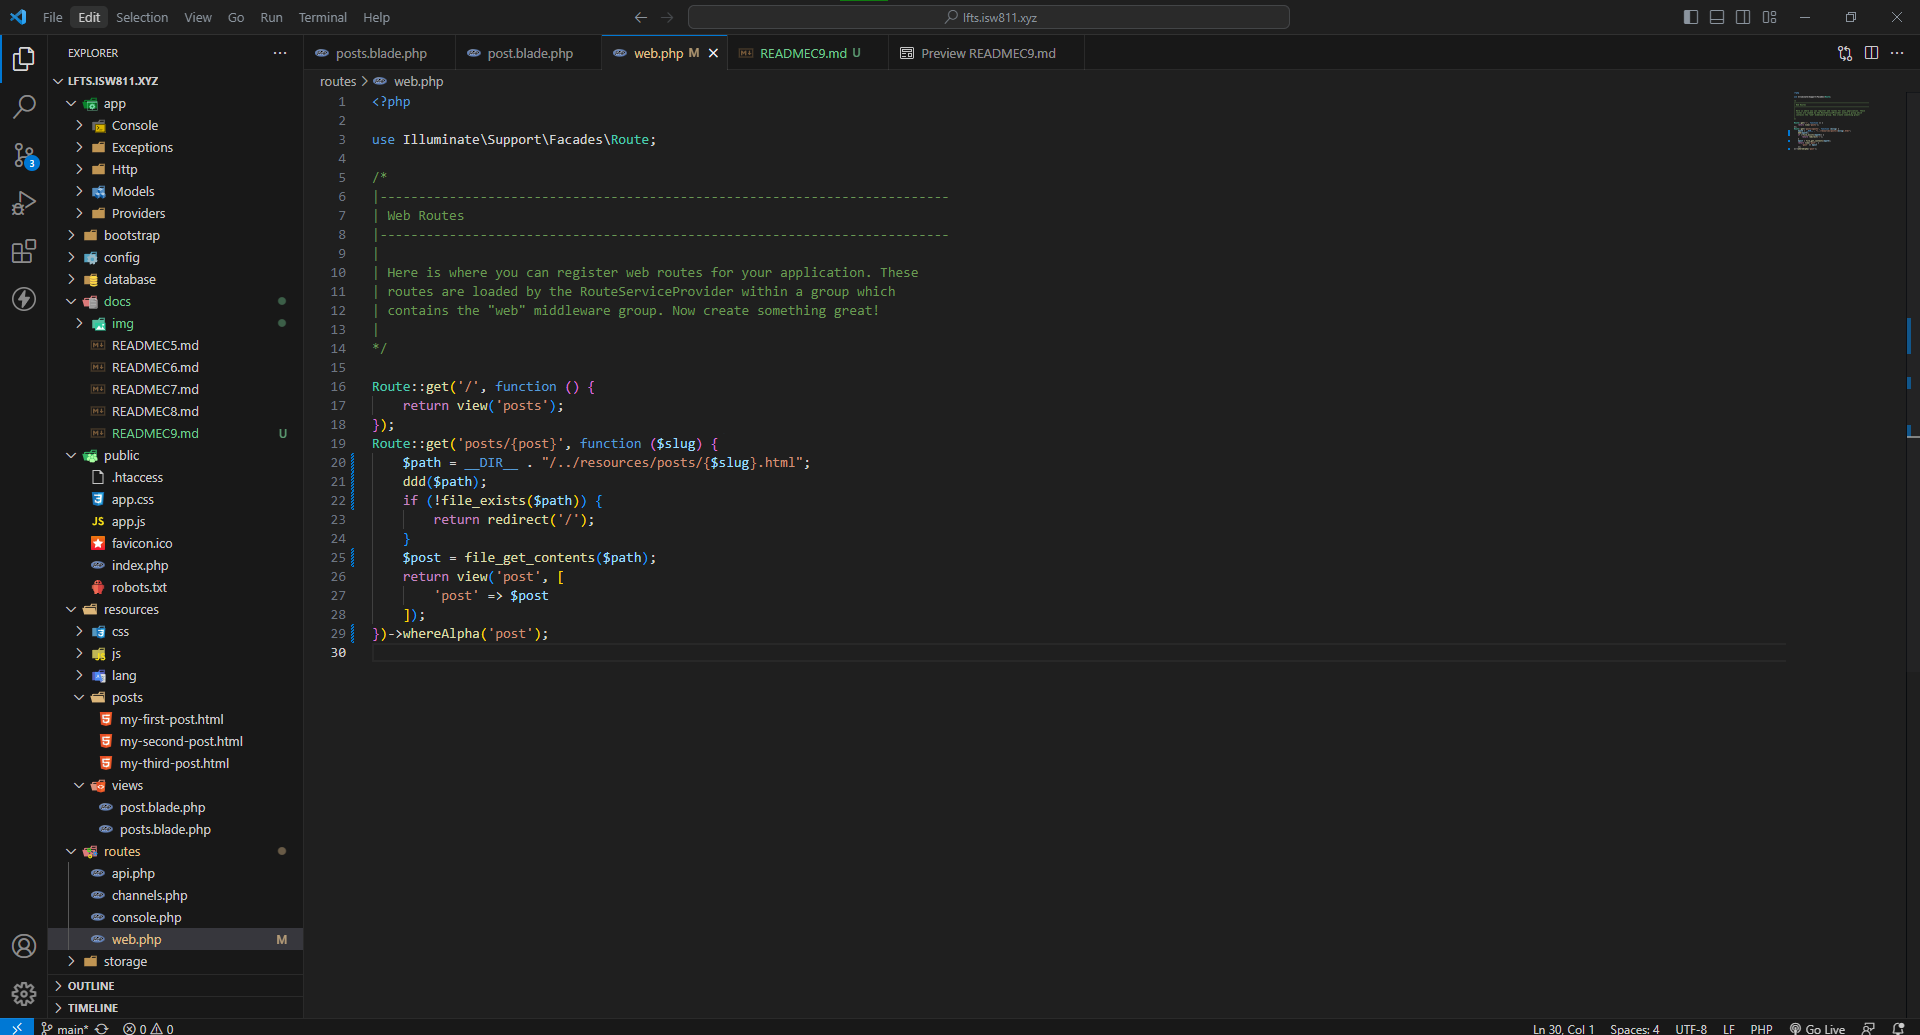 File Edit Selection View Go Run Terminal Help
lfts.isw811.xyz
EXPLORER
LFTS.ISW811.XYZ
app
Console
Exceptions
Http
Models
Providers
bootstrap
config
database
docs
img
READMEC5.md
READMEC6.md
READMEC7.md
READMEC8.md
READMEC9.md U
public
.htaccess
app.css
JS app.js
favicon.ico
index.php
robots.txt
resources
css
js
lang
posts
my-first-post.html
my-second-post.html
my-third-post.html
views
post.blade.php
posts.blade.php
routes
api.php
channels.php
console.php
web.php M
storage
OUTLINE
TIMELINE
3
posts.blade.php post.blade.php web.php M READMEC9.md U Preview READMEC9.md
routes > web.php
1 <?php
2
3 use Illuminate\Support\Facades\Route;
4
5 /*
6 |--------------------------------------------------------------------------
7 | Web Routes
8 |--------------------------------------------------------------------------
9 |
10 | Here is where you can register web routes for your application. These
11 | routes are loaded by the RouteServiceProvider within a group which
12 | contains the "web" middleware group. Now create something great!
13 |
14 */
15
16 Route::get('/', function () {
17     return view('posts');
18 });
19 Route::get('posts/{post}', function ($slug) {
20     $path = __DIR__ . "/../resources/posts/{$slug}.html";
21     ddd($path);
22     if (!file_exists($path)) {
23         return redirect('/');
24     }
25     $post = file_get_contents($path);
26     return view('post', [
27         'post' => $post
28     ]);
29 })->whereAlpha('post');
30
main* 0 0 Ln 30, Col 1 Spaces: 4 UTF-8 LF PHP Go Live